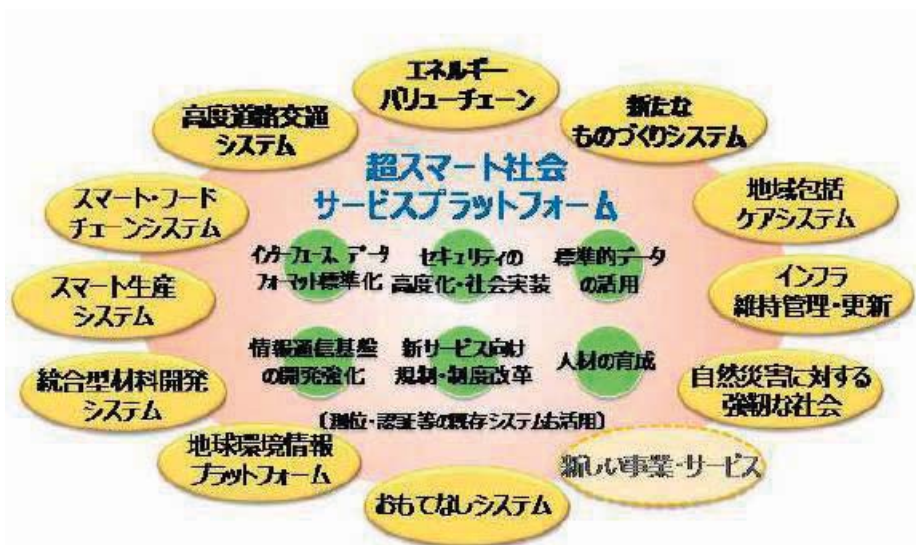 エネルギー
バリューチェーン
高度道路交通
システム
新たな
ものづくりシステム
超スマート社会
サービスプラットフォーム
スマート・フード
チェーンシステム
地域包括
ケアシステム
インターフェース、データ
フォーマット標準化
セキュリティの
高度化・社会実装
標準的データ
の活用
スマート生産
システム
インフラ
維持管理・更新
情報通信基盤
の開発強化
新サービス向け
規制・制度改革
人材の育成
統合型材料開発
システム
自然災害に対する
強靭な社会
〔測位・認証等の既存システムも活用〕
地球環境情報
プラットフォーム
新しい事業・サービス
おもてなしシステム